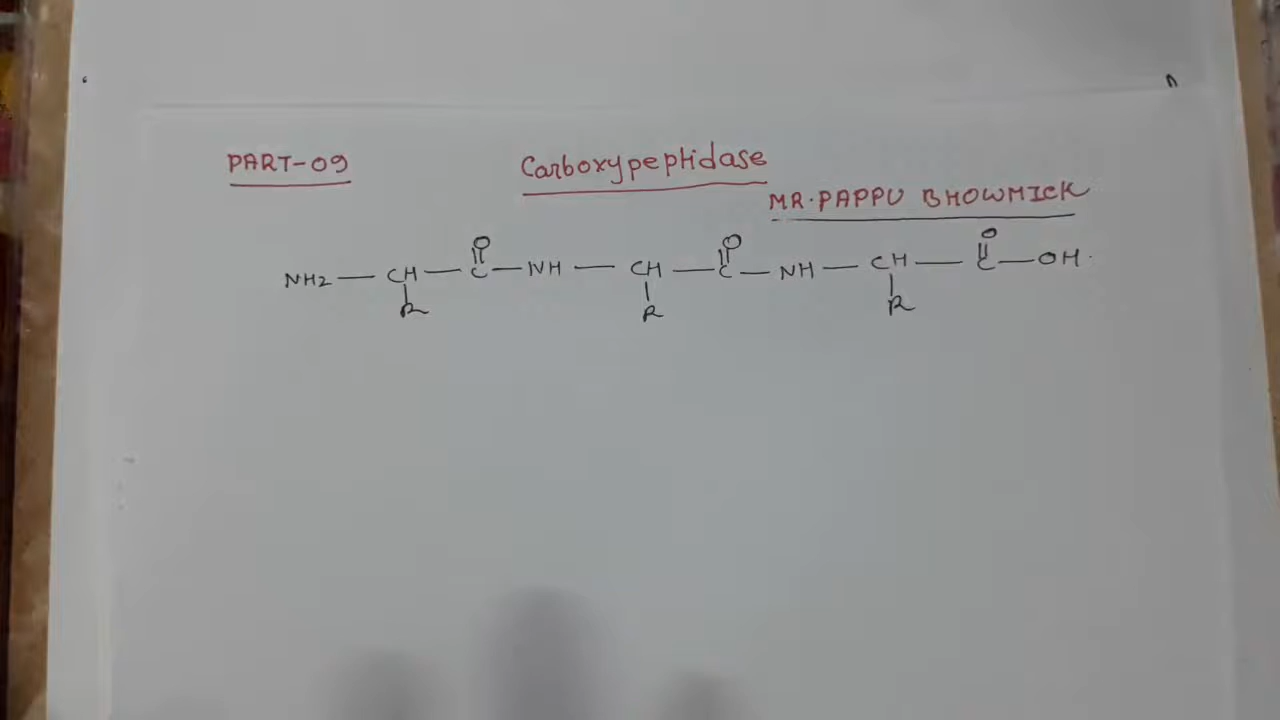 PART-09
Carboxypeptidase
MR. PAPPU BHOWMICK
O O O
NH2 — CH — C — NH — CH — C — NH — CH — C — OH
R R R